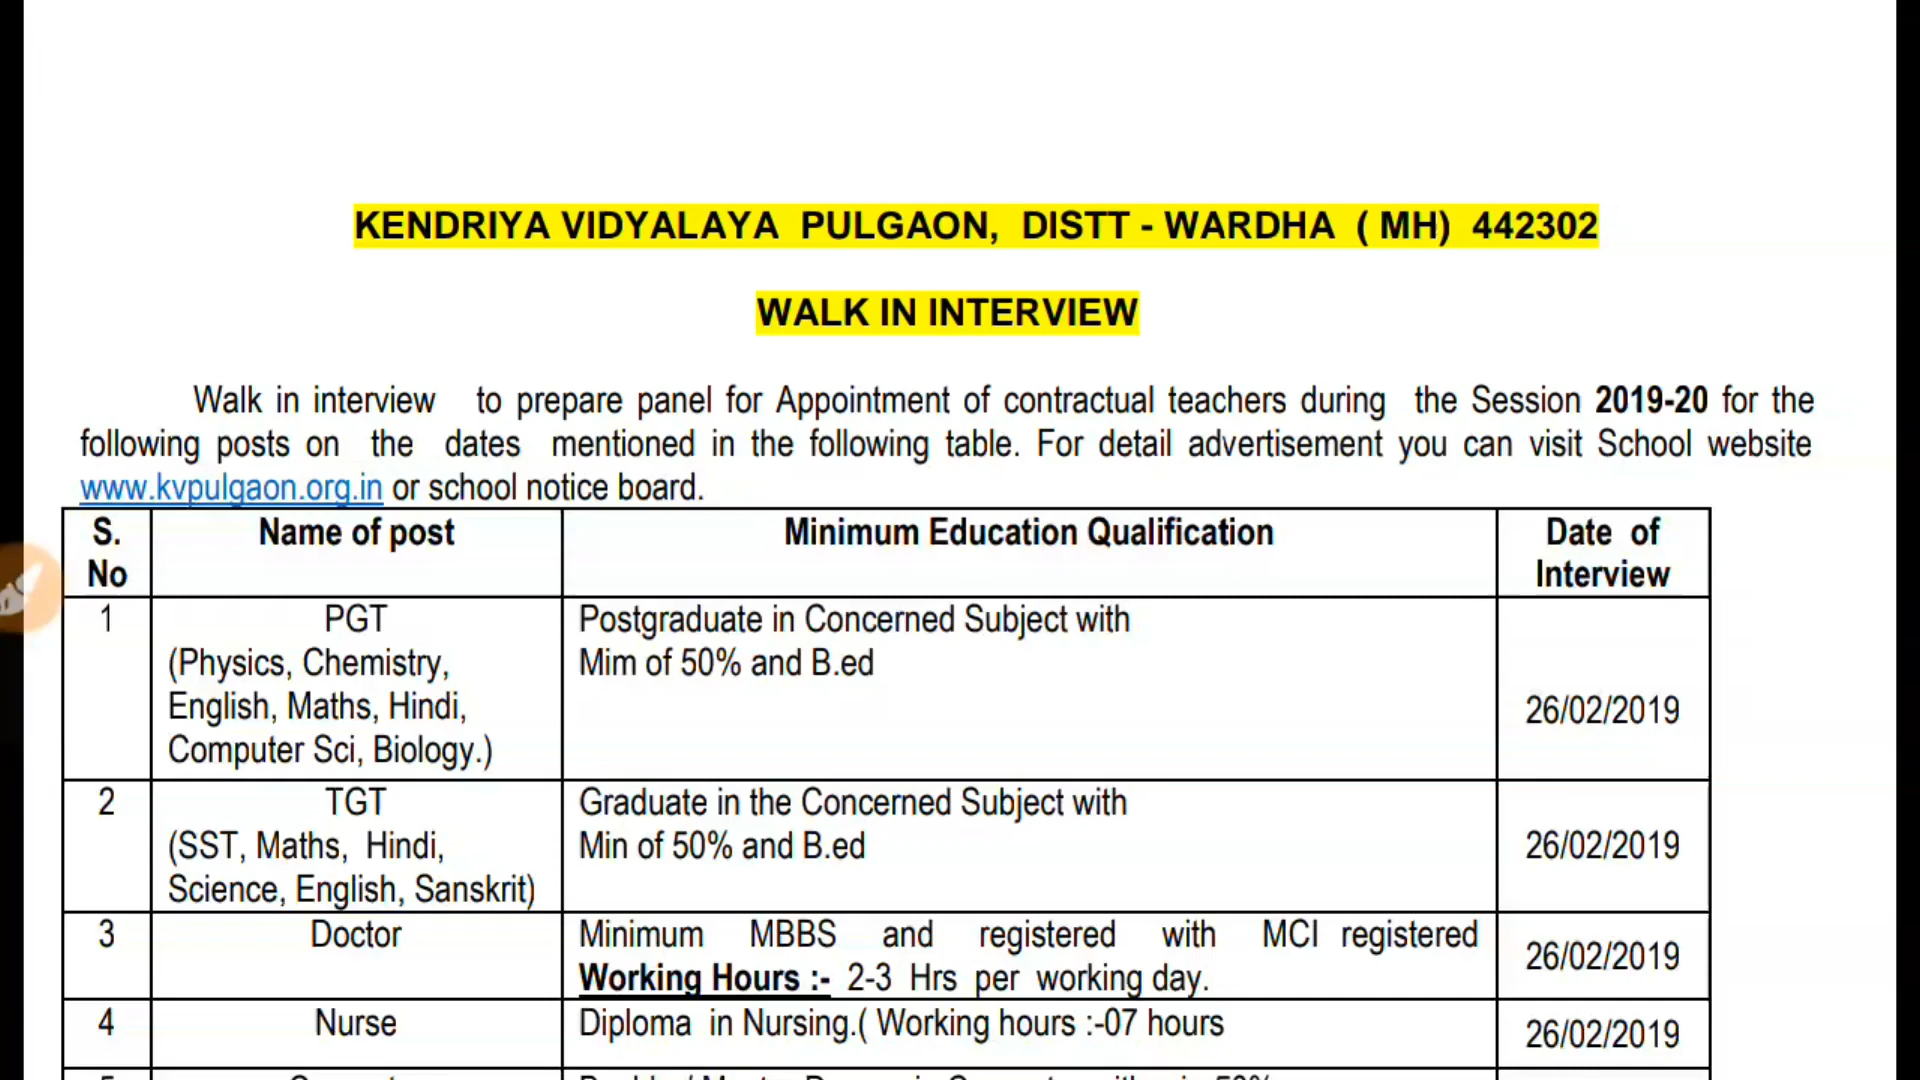 KENDRIYA VIDYALAYA PULGAON, DISTT - WARDHA ( MH) 442302
WALK IN INTERVIEW
Walk in interview to prepare panel for Appointment of contractual teachers during the Session 2019-20 for the
following posts on the dates mentioned in the following table. For detail advertisement you can visit School website
www.kvpulgaon.org.in or school notice board.
S. No Name of post Minimum Education Qualification Date of Interview
1 PGT Postgraduate in Concerned Subject with
(Physics, Chemistry, Mim of 50% and B.ed
English, Maths, Hindi, 26/02/2019
Computer Sci, Biology.)
2 TGT Graduate in the Concerned Subject with
(SST, Maths, Hindi, Min of 50% and B.ed 26/02/2019
Science, English, Sanskrit)
3 Doctor Minimum MBBS and registered with MCI registered
Working Hours :- 2-3 Hrs per working day. 26/02/2019
4 Nurse Diploma in Nursing.( Working hours :-07 hours 26/02/2019